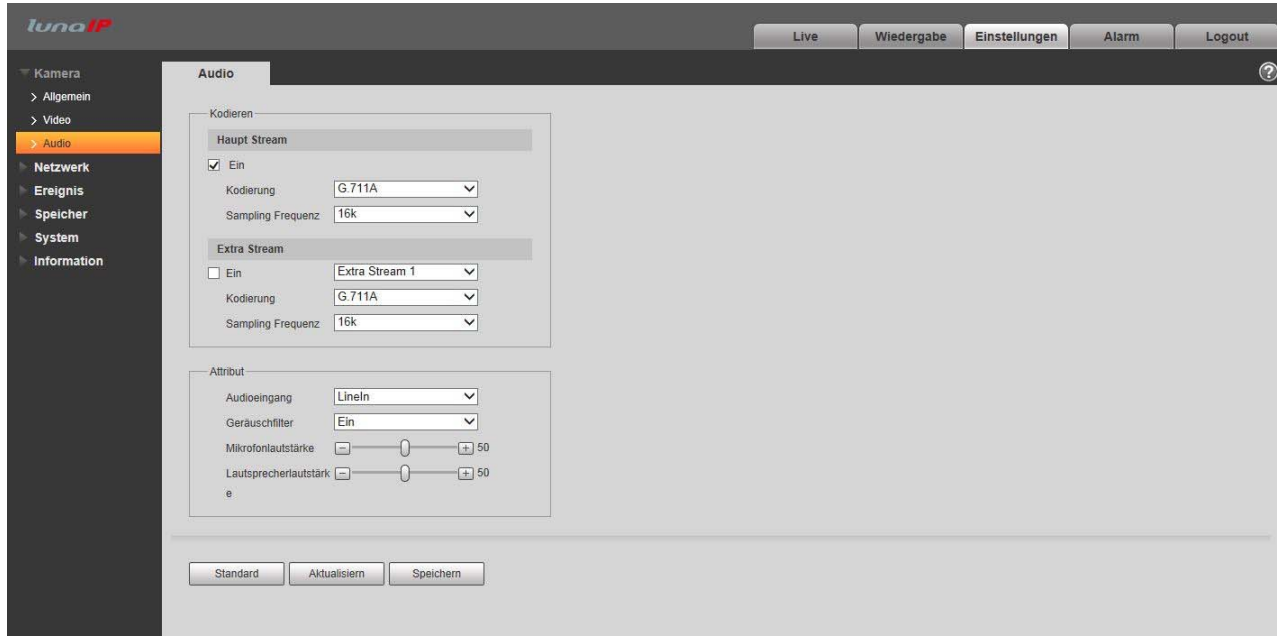 lunaIP
Live Wiedergabe Einstellungen Alarm Logout
Kamera
Allgemein
Video
Audio
Netzwerk
Ereignis
Speicher
System
Information
Audio
?
Kodieren
Haupt Stream
Ein
Kodierung G.711A
Sampling Frequenz 16k
Extra Stream
Ein Extra Stream 1
Kodierung G.711A
Sampling Frequenz 16k
Attribut
Audioeingang LineIn
Geräuschfilter Ein
Mikrofonlautstärke 50
Lautsprecherlautstärk 50
e
Standard Aktualisiern Speichern